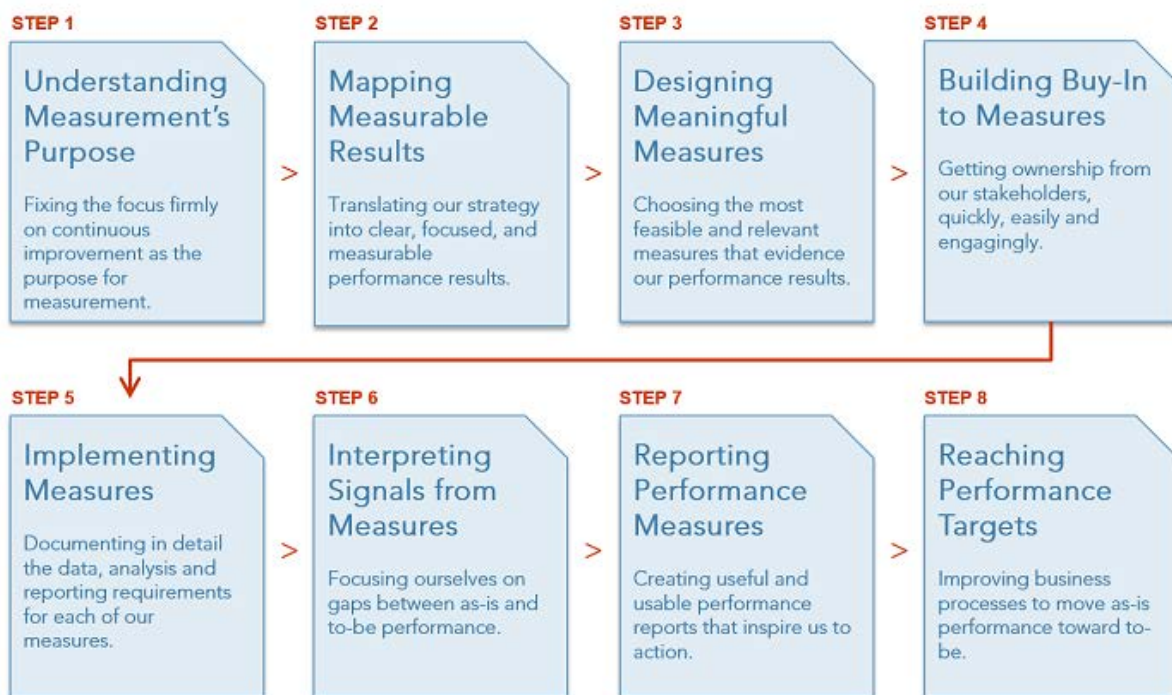 STEP 1
Understanding
Measurement's
Purpose
Fixing the focus firmly
on continuous
improvement as the
purpose for
measurement.
>
STEP 2
Mapping
Measurable
Results
Translating our strategy
into clear, focused, and
measurable
performance results.
>
STEP 3
Designing
Meaningful
Measures
Choosing the most
feasible and relevant
measures that evidence
our performance results.
>
STEP 4
Building Buy-In
to Measures
Getting ownership from
our stakeholders,
quickly, easily and
engagingly.
STEP 5
Implementing
Measures
Documenting in detail
the data, analysis and
reporting requirements
for each of our
measures.
>
STEP 6
Interpreting
Signals from
Measures
Focusing ourselves on
gaps between as-is and
to-be performance.
>
STEP 7
Reporting
Performance
Measures
Creating useful and
usable performance
reports that inspire us to
action.
>
STEP 8
Reaching
Performance
Targets
Improving business
processes to move as-is
performance toward to-
be.